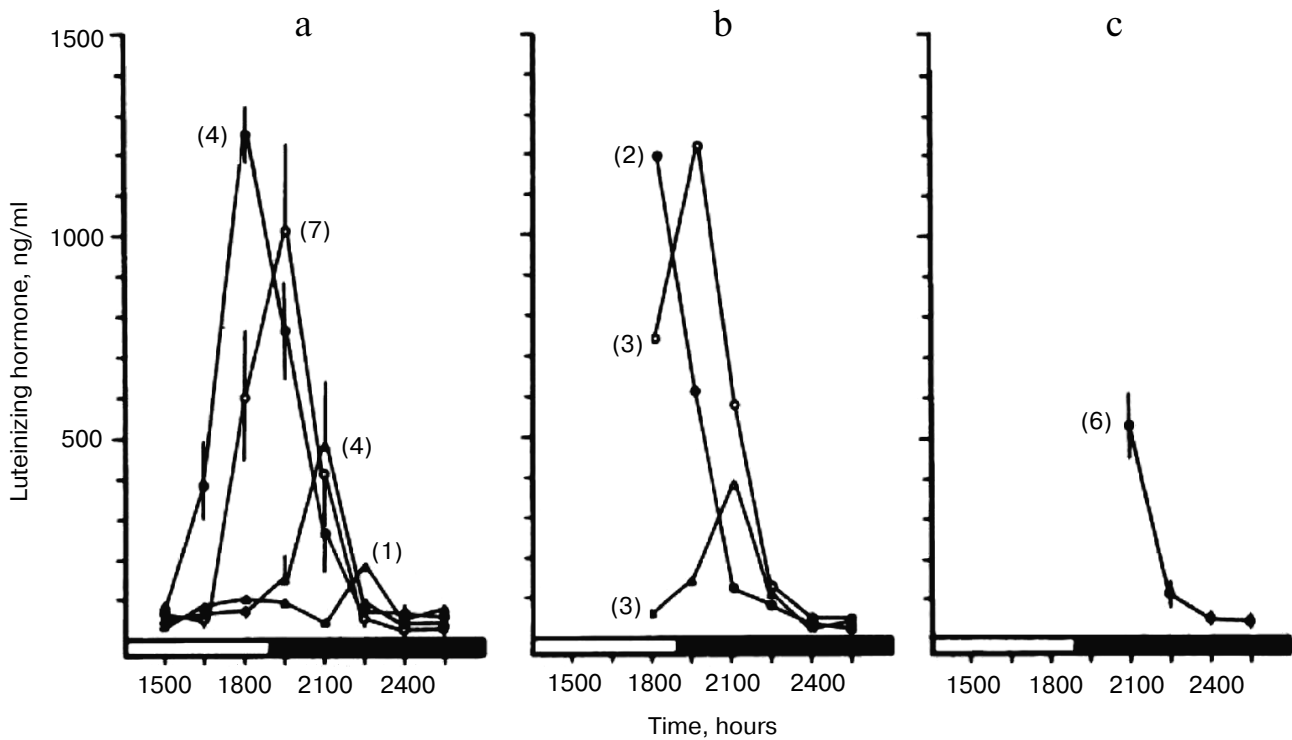 a
b
c
Luteinizing hormone, ng/ml
1500
1000
500
(4)
(7)
(4)
(1)
(2)
(3)
(3)
(6)
1500 1800 2100 2400
1500 1800 2100 2400
1500 1800 2100 2400
Time, hours